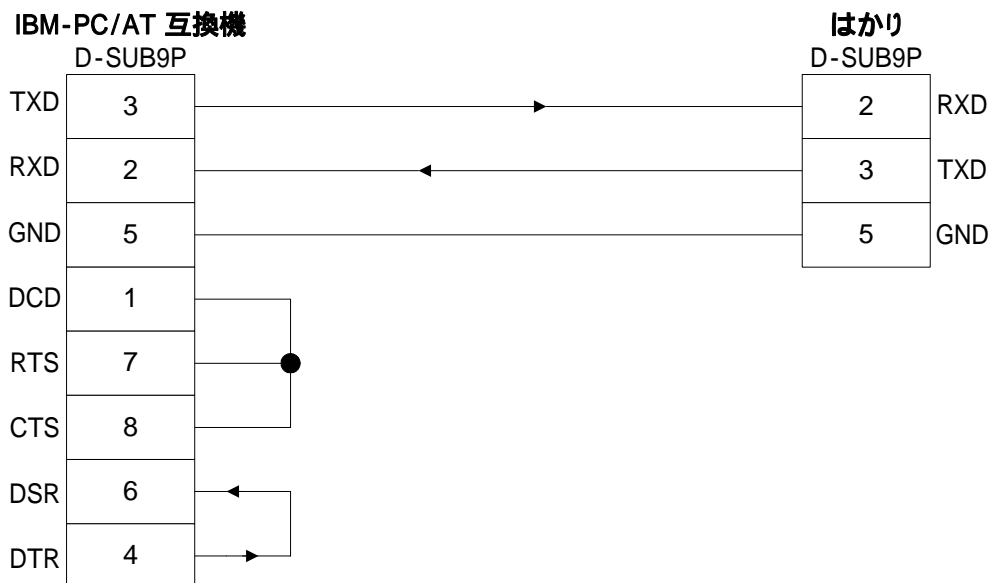 IBM-PC/AT 互換機 はかり
D-SUB9P D-SUB9P
TXD 3 2 RXD
RXD 2 3 TXD
GND 5 5 GND
DCD 1
RTS 7
CTS 8
DSR 6
DTR 4